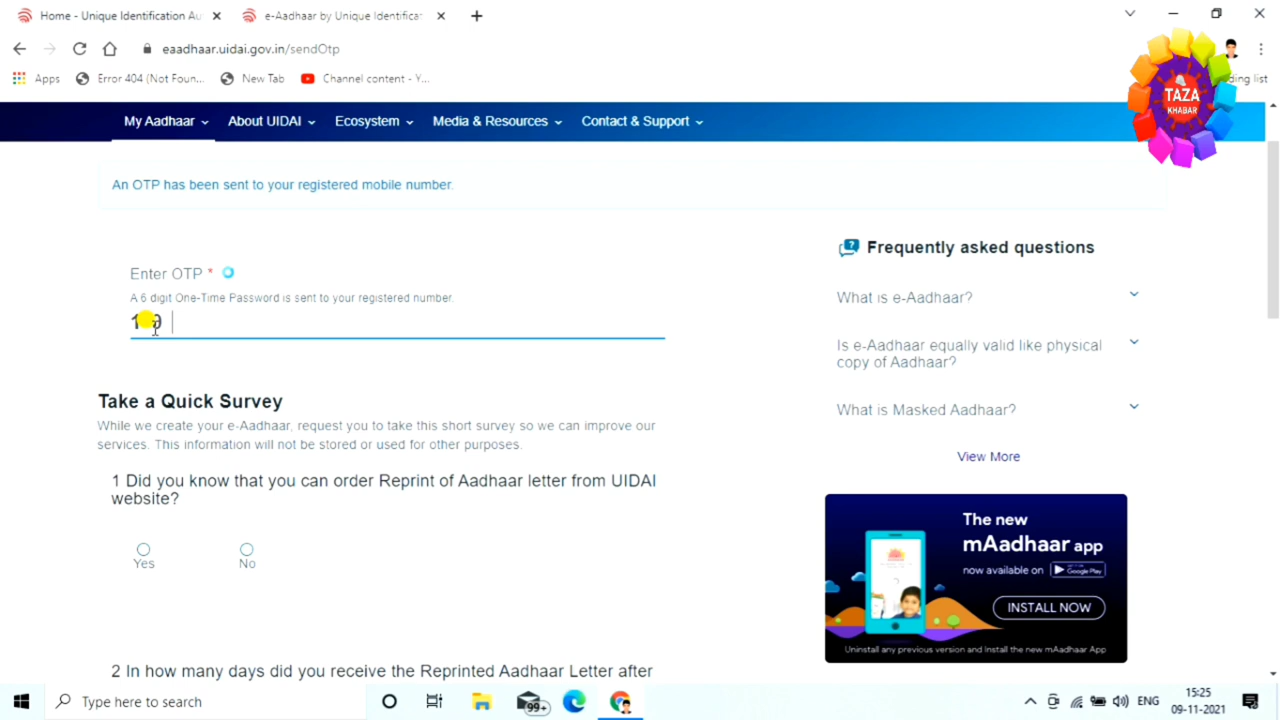 Home - Unique Identification Au
e-Aadhaar by Unique Identificat
eaadhaar.uidai.gov.in/sendOtp
Apps
Error 404 (Not Foun...
New Tab
Channel content - Y...
ding list
TAZA
KHABAR
My Aadhaar
About UIDAI
Ecosystem
Media & Resources
Contact & Support
An OTP has been sent to your registered mobile number.
Enter OTP *
A 6 digit One-Time Password is sent to your registered number.
Take a Quick Survey
While we create your e-Aadhaar, request you to take this short survey so we can improve our
services. This information will not be stored or used for other purposes.
1 Did you know that you can order Reprint of Aadhaar letter from UIDAI
website?
Yes
No
2 In how many days did you receive the Reprinted Aadhaar Letter after
Frequently asked questions
What is e-Aadhaar?
Is e-Aadhaar equally valid like physical
copy of Aadhaar?
What is Masked Aadhaar?
View More
The new
mAadhaar app
now available on
Google Play
INSTALL NOW
Uninstall any previous version and Install the new mAadhaar App
Type here to search
99+
ENG
15:25
09-11-2021